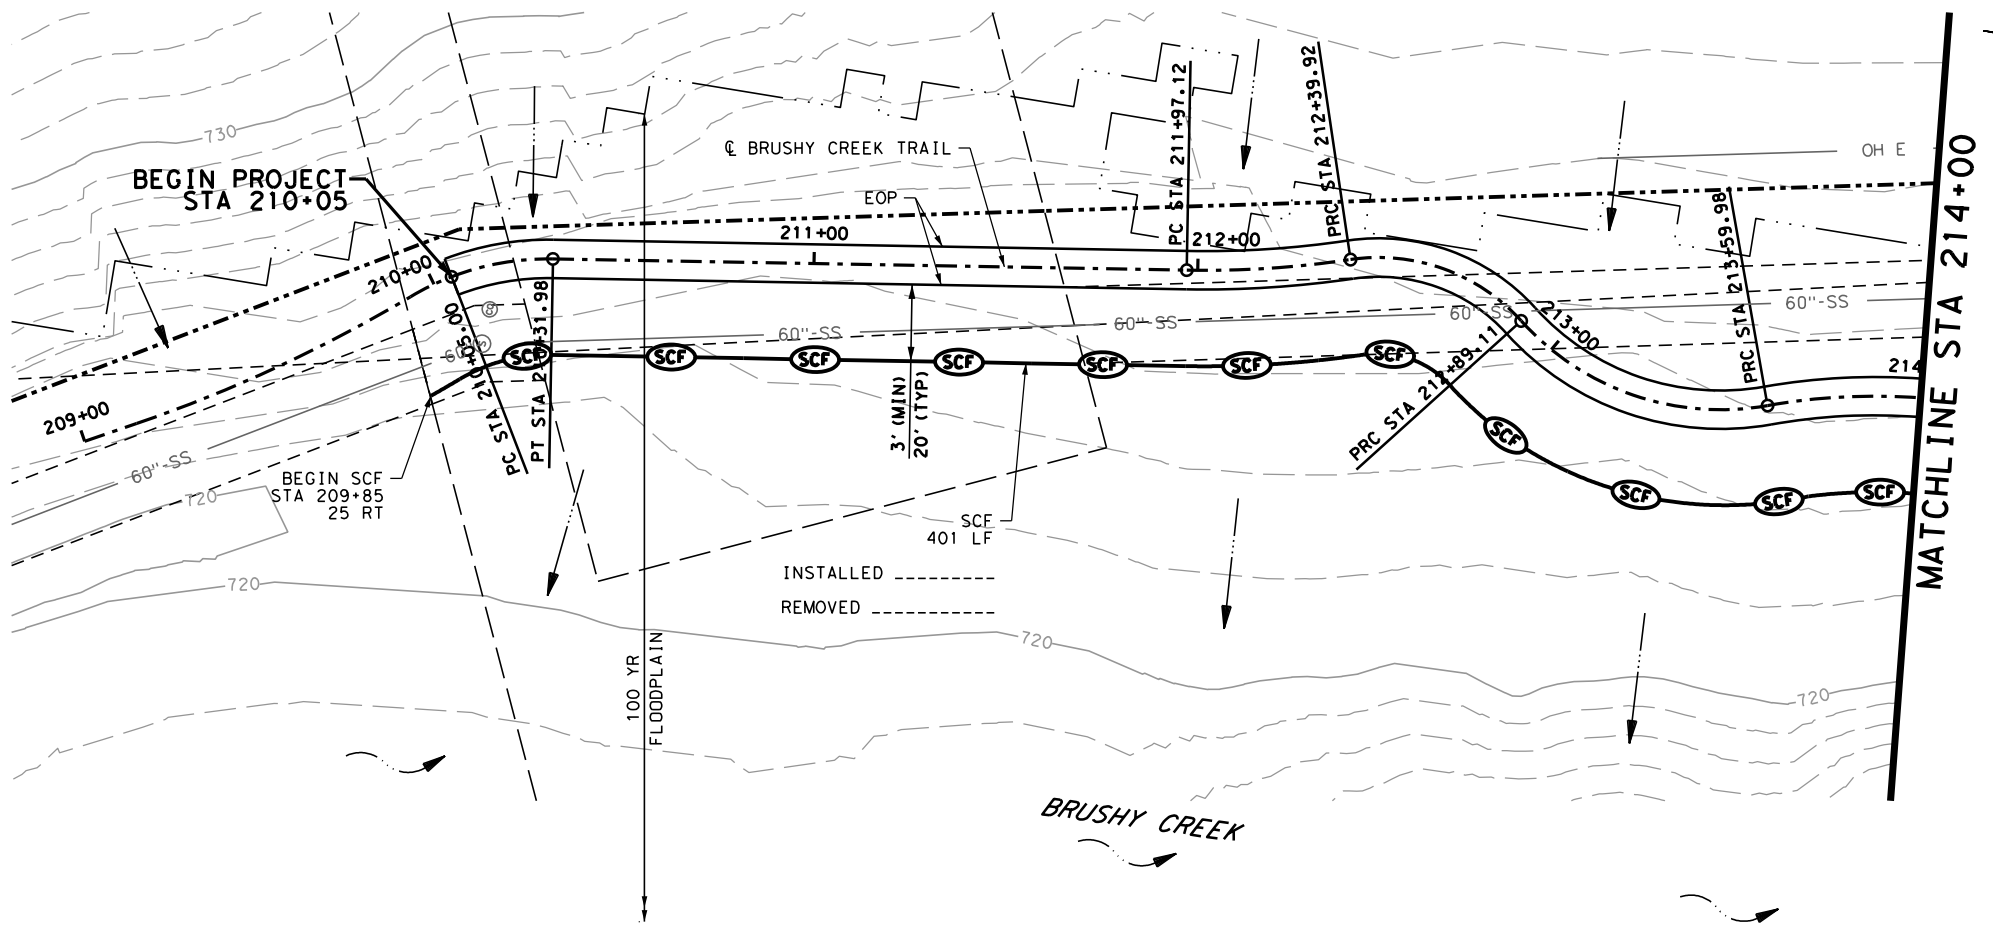 730
BEGIN PROJECT
STA 210+05
℄ BRUSHY CREEK TRAIL
EOP
PC STA 211+97.12
PRC STA 212+39.92
OH E
209+00
210+00
211+00
212+00
213+00
214
PC STA 210+05.00
PT STA 210+31.98
PRC STA 212+89.11
PRC STA 213+59.98
MATCHLINE STA 214+00
8
S
60"-SS
60"-SS
60"-SS
60"-SS
60"-SS
SCF
SCF
SCF
SCF
SCF
SCF
SCF
SCF
SCF
SCF
SCF
3' (MIN)
20' (TYP)
BEGIN SCF
STA 209+85
25 RT
SCF
401 LF
INSTALLED
REMOVED
720
720
720
720
100 YR
FLOODPLAIN
BRUSHY CREEK